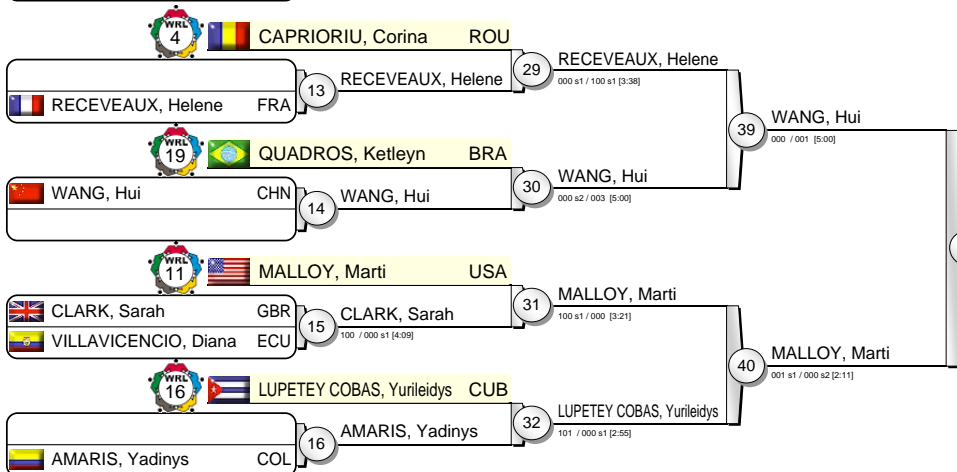 WRL
4
CAPRIORIU, Corina ROU
13
RECEVEAUX, Helene FRA
RECEVEAUX, Helene
29
RECEVEAUX, Helene
000 s1 / 100 s1 [3:38]
WRL
19
QUADROS, Ketleyn BRA
WANG, Hui CHN
14
WANG, Hui
30
WANG, Hui
000 s2 / 003 [5:00]
39
WANG, Hui
000 / 001 [5:00]
WRL
11
MALLOY, Marti USA
CLARK, Sarah GBR
VILLAVICENCIO, Diana ECU
15
CLARK, Sarah
100 / 000 s1 [4:09]
31
MALLOY, Marti
100 s1 / 000 [3:21]
WRL
16
LUPETEY COBAS, Yurileidys CUB
AMARIS, Yadinys COL
16
AMARIS, Yadinys
32
LUPETEY COBAS, Yurileidys
101 / 000 s1 [2:55]
40
MALLOY, Marti
001 s1 / 000 s2 [2:11]